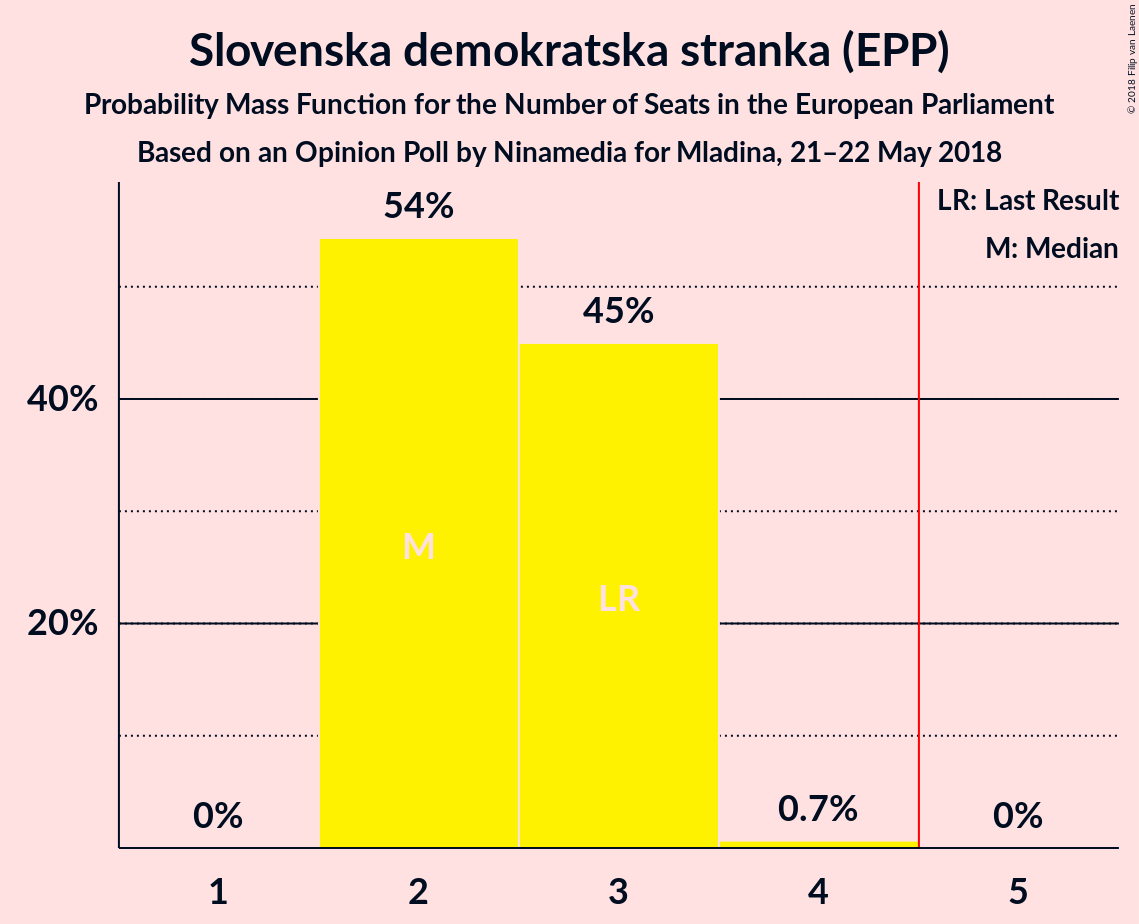 Slovenska demokratska stranka (EPP)
Probability Mass Function for the Number of Seats in the European Parliament
Based on an Opinion Poll by Ninamedia for Mladina, 21–22 May 2018
© 2018 Filip van Laenen
LR: Last Result
M: Median
54%
45%
40%
M
LR
20%
0%
0.7%
0%
1 2 3 4 5